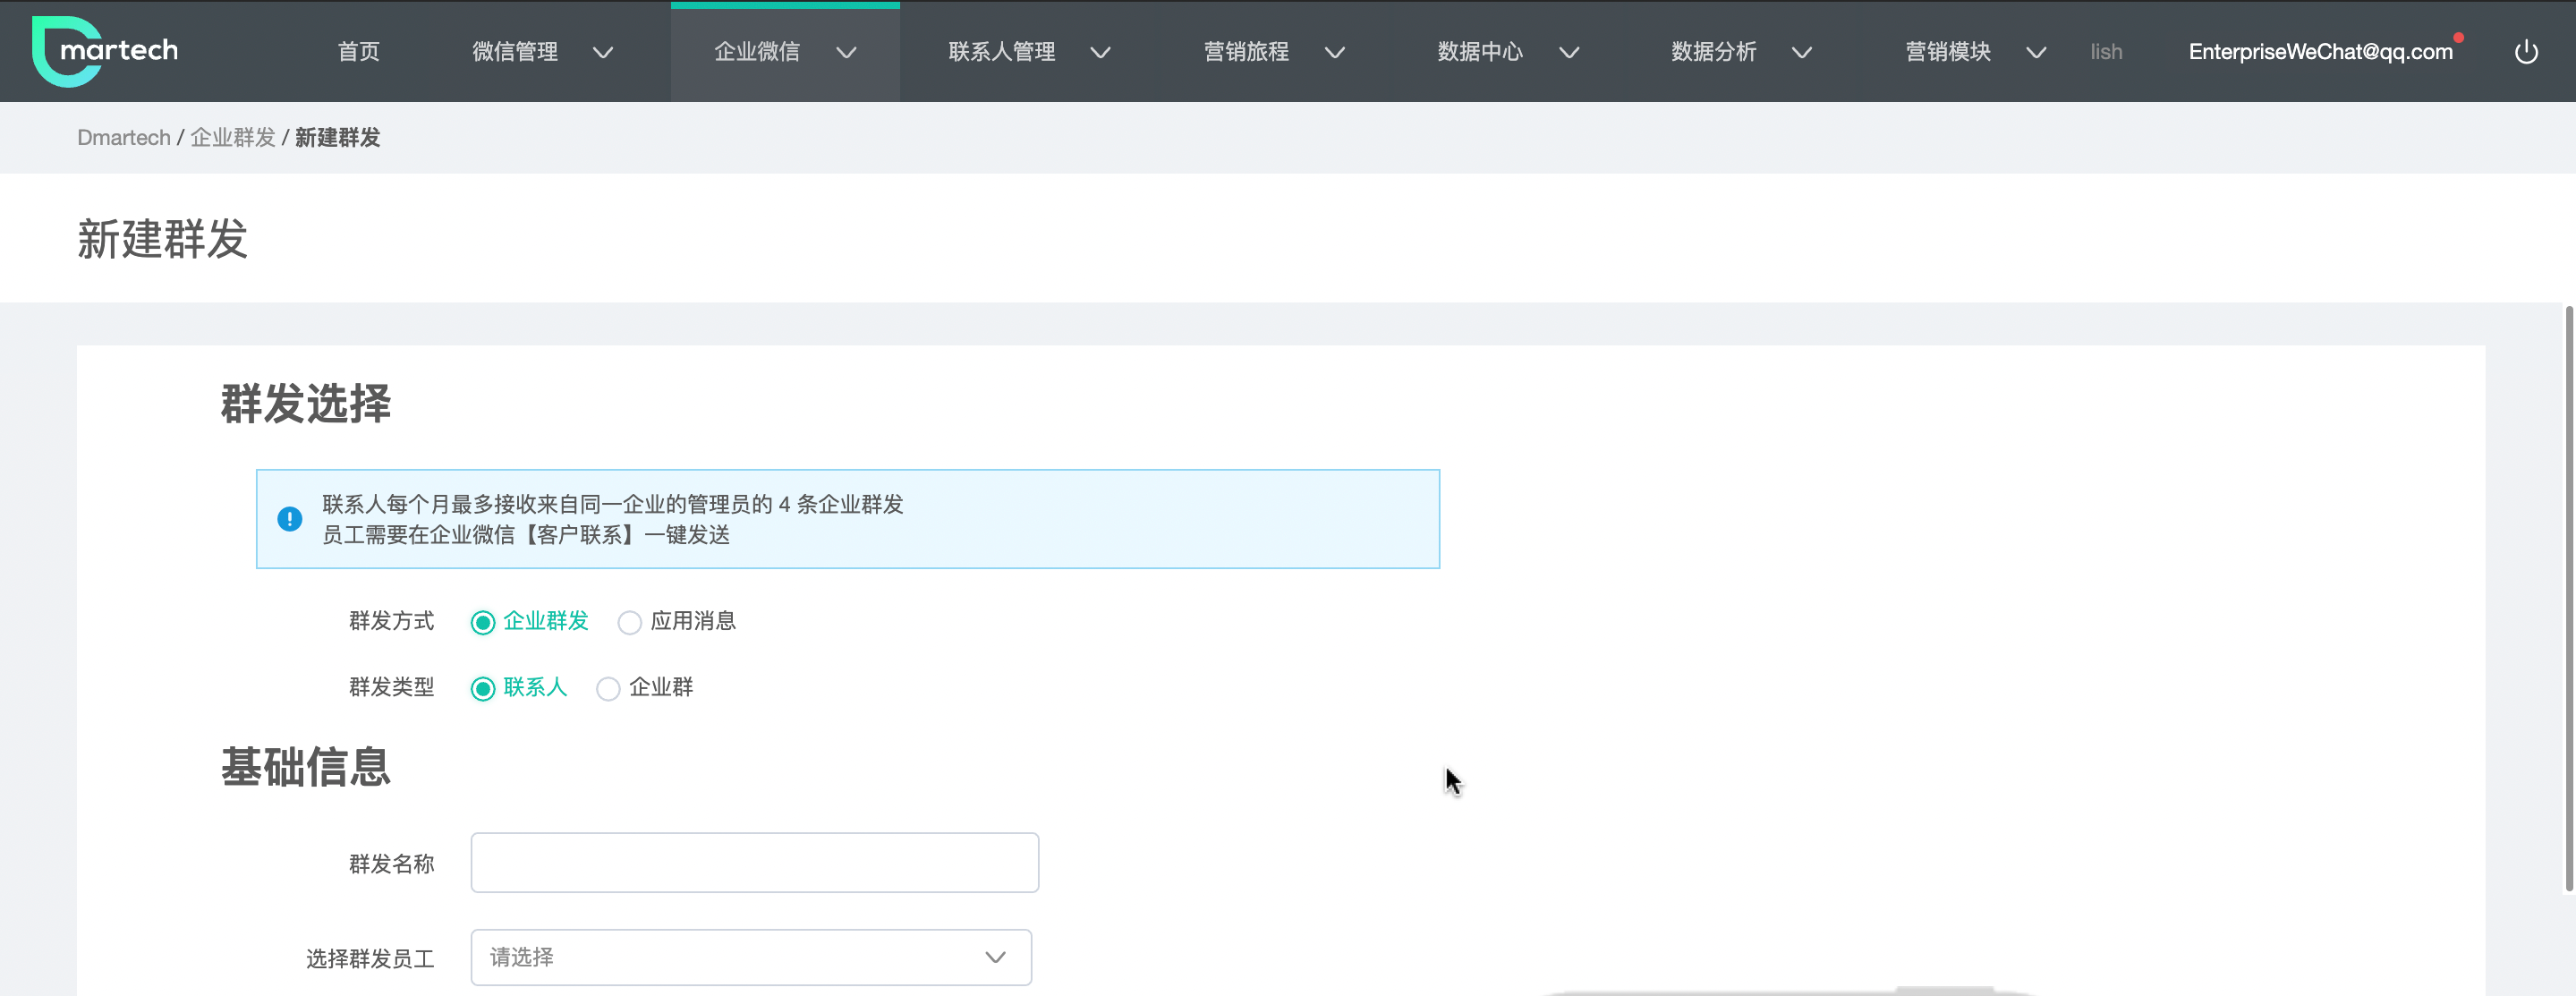 martech 首页 微信管理 企业微信 联系人管理 营销旅程 数据中心 数据分析 营销模块 lish EnterpriseWeChat@qq.com
Dmartech / 企业群发 / 新建群发
新建群发
群发选择
联系人每个月最多接收来自同一企业的管理员的 4 条企业群发
员工需要在企业微信【客户联系】一键发送
群发方式 企业群发 应用消息
群发类型 联系人 企业群
基础信息
群发名称
选择群发员工 请选择